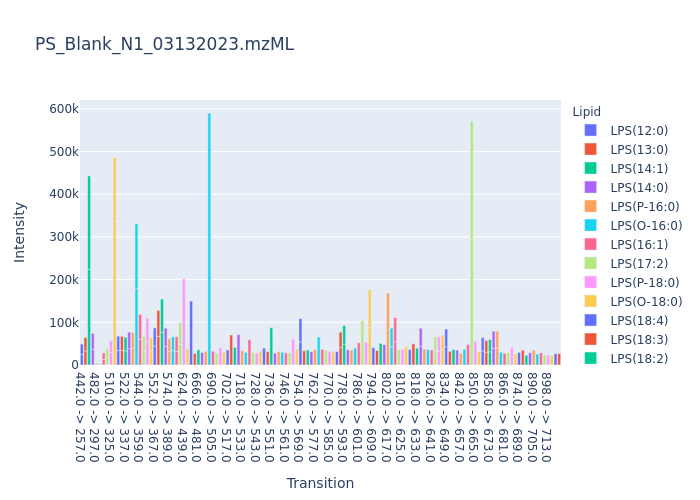 PS_Blank_N1_03132023.mzML
Lipid
LPS(12:0)
LPS(13:0)
LPS(14:1)
LPS(14:0)
LPS(P-16:0)
LPS(O-16:0)
LPS(16:1)
LPS(17:2)
LPS(P-18:0)
LPS(O-18:0)
LPS(18:4)
LPS(18:3)
LPS(18:2)
Intensity
600k
500k
400k
300k
200k
100k
0
442.0 -> 257.0
482.0 -> 297.0
510.0 -> 325.0
522.0 -> 337.0
544.0 -> 359.0
552.0 -> 367.0
574.0 -> 389.0
624.0 -> 439.0
666.0 -> 481.0
690.0 -> 505.0
702.0 -> 517.0
718.0 -> 533.0
728.0 -> 543.0
736.0 -> 551.0
746.0 -> 561.0
754.0 -> 569.0
762.0 -> 577.0
770.0 -> 585.0
778.0 -> 593.0
786.0 -> 601.0
794.0 -> 609.0
802.0 -> 617.0
810.0 -> 625.0
818.0 -> 633.0
826.0 -> 641.0
834.0 -> 649.0
842.0 -> 657.0
850.0 -> 665.0
858.0 -> 673.0
866.0 -> 681.0
874.0 -> 689.0
890.0 -> 705.0
898.0 -> 713.0
Transition